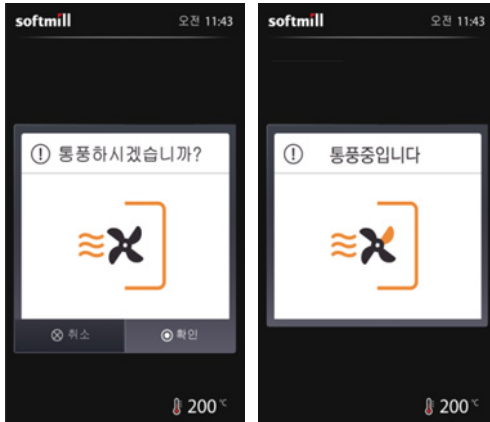 softmill 오전 11:43
통풍하시겠습니까?
취소 확인
200℃
softmill 오전 11:43
통풍중입니다
200℃